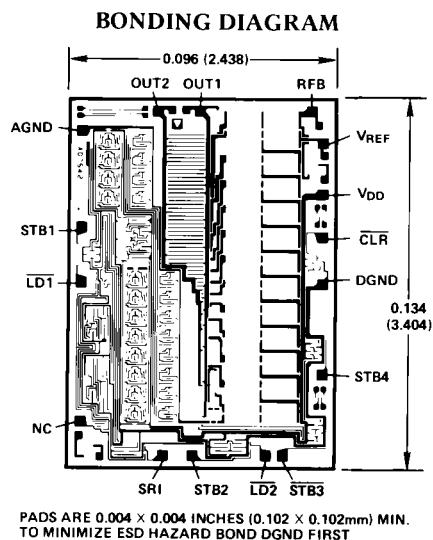 BONDING DIAGRAM
0.096 (2.438)
OUT2 OUT1 RFB
AGND
VREF
VDD
STB1
CLR
LD1
DGND
0.134
(3.404)
STB4
NC
SRI STB2 LD2 STB3
PADS ARE 0.004 × 0.004 INCHES (0.102 × 0.102mm) MIN.
TO MINIMIZE ESD HAZARD BOND DGND FIRST